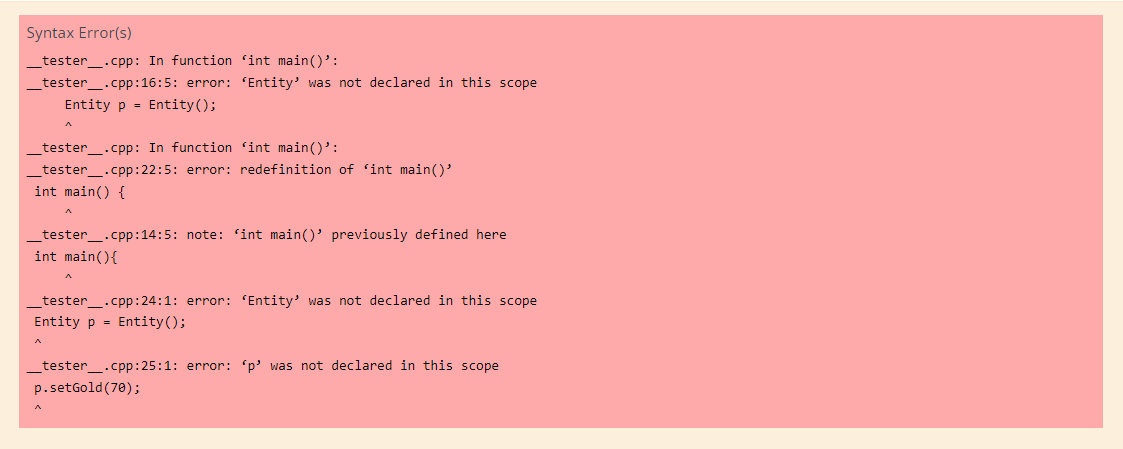 Syntax Error(s)
__tester__.cpp: In function ‘int main()’:
__tester__.cpp:16:5: error: ‘Entity’ was not declared in this scope
     Entity p = Entity();
     ^
__tester__.cpp: In function ‘int main()’:
__tester__.cpp:22:5: error: redefinition of ‘int main()’
 int main() {
     ^
__tester__.cpp:14:5: note: ‘int main()’ previously defined here
 int main(){
     ^
__tester__.cpp:24:1: error: ‘Entity’ was not declared in this scope
 Entity p = Entity();
 ^
__tester__.cpp:25:1: error: ‘p’ was not declared in this scope
 p.setGold(70);
 ^